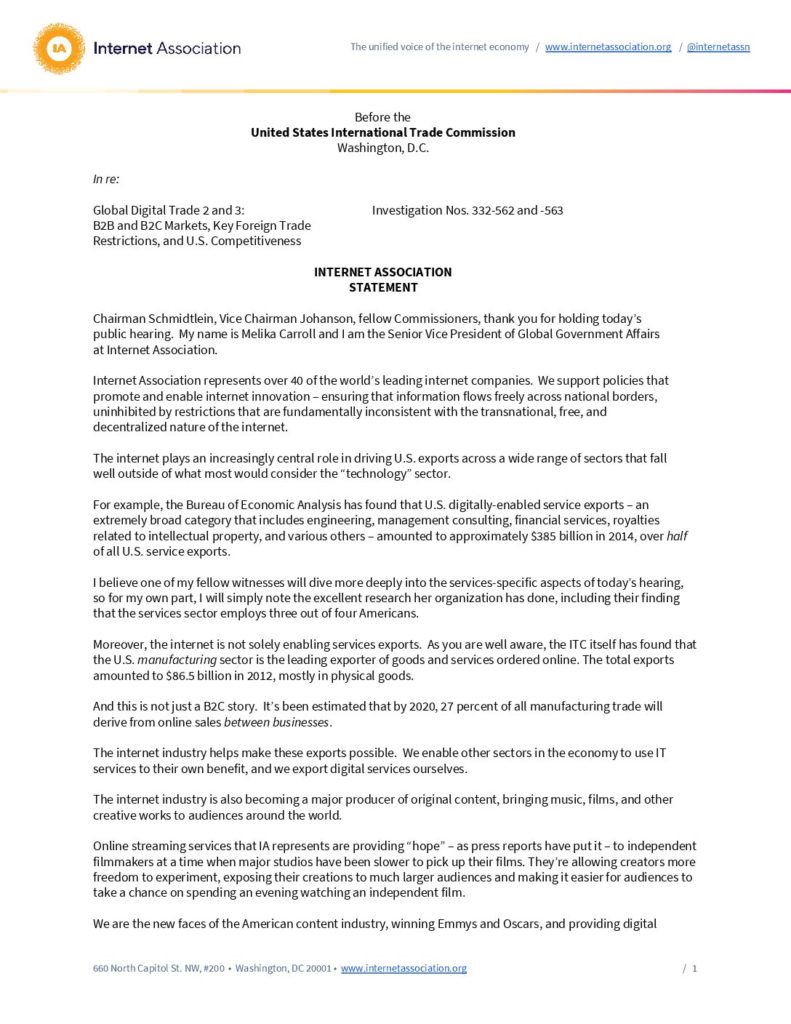 IA Internet Association
The unified voice of the internet economy / www.internetassociation.org / @internetassn
Before the
United States International Trade Commission
Washington, D.C.
In re:
Global Digital Trade 2 and 3: Investigation Nos. 332-562 and -563
B2B and B2C Markets, Key Foreign Trade
Restrictions, and U.S. Competitiveness
INTERNET ASSOCIATION
STATEMENT
Chairman Schmidtlein, Vice Chairman Johanson, fellow Commissioners, thank you for holding today's
public hearing. My name is Melika Carroll and I am the Senior Vice President of Global Government Affairs
at Internet Association.
Internet Association represents over 40 of the world's leading internet companies. We support policies that
promote and enable internet innovation – ensuring that information flows freely across national borders,
uninhibited by restrictions that are fundamentally inconsistent with the transnational, free, and
decentralized nature of the internet.
The internet plays an increasingly central role in driving U.S. exports across a wide range of sectors that fall
well outside of what most would consider the “technology” sector.
For example, the Bureau of Economic Analysis has found that U.S. digitally-enabled service exports – an
extremely broad category that includes engineering, management consulting, financial services, royalties
related to intellectual property, and various others – amounted to approximately $385 billion in 2014, over half
of all U.S. service exports.
I believe one of my fellow witnesses will dive more deeply into the services-specific aspects of today's hearing,
so for my own part, I will simply note the excellent research her organization has done, including their finding
that the services sector employs three out of four Americans.
Moreover, the internet is not solely enabling services exports. As you are well aware, the ITC itself has found that
the U.S. manufacturing sector is the leading exporter of goods and services ordered online. The total exports
amounted to $86.5 billion in 2012, mostly in physical goods.
And this is not just a B2C story. It's been estimated that by 2020, 27 percent of all manufacturing trade will
derive from online sales between businesses.
The internet industry helps make these exports possible. We enable other sectors in the economy to use IT
services to their own benefit, and we export digital services ourselves.
The internet industry is also becoming a major producer of original content, bringing music, films, and other
creative works to audiences around the world.
Online streaming services that IA represents are providing “hope” – as press reports have put it – to independent
filmmakers at a time when major studios have been slower to pick up their films. They're allowing creators more
freedom to experiment, exposing their creations to much larger audiences and making it easier for audiences to
take a chance on spending an evening watching an independent film.
We are the new faces of the American content industry, winning Emmys and Oscars, and providing digital
660 North Capitol St. NW, #200 • Washington, DC 20001 • www.internetassociation.org / 1